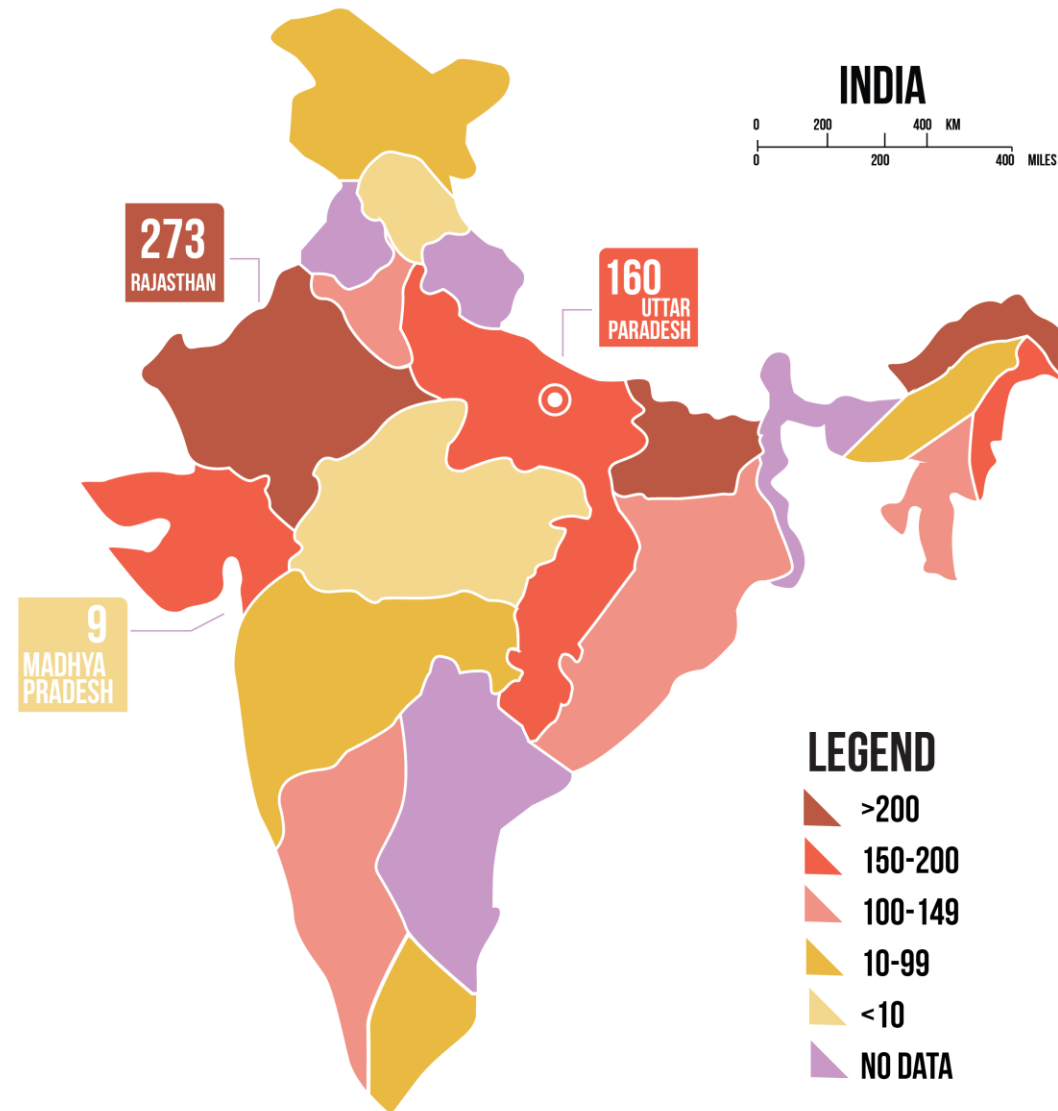 INDIA
0 200 400 KM
0 200 400 MILES
273
RAJASTHAN
160
UTTAR
PARADESH
9
MADHYA
PRADESH
LEGEND
>200
150-200
100-149
10-99
<10
NO DATA